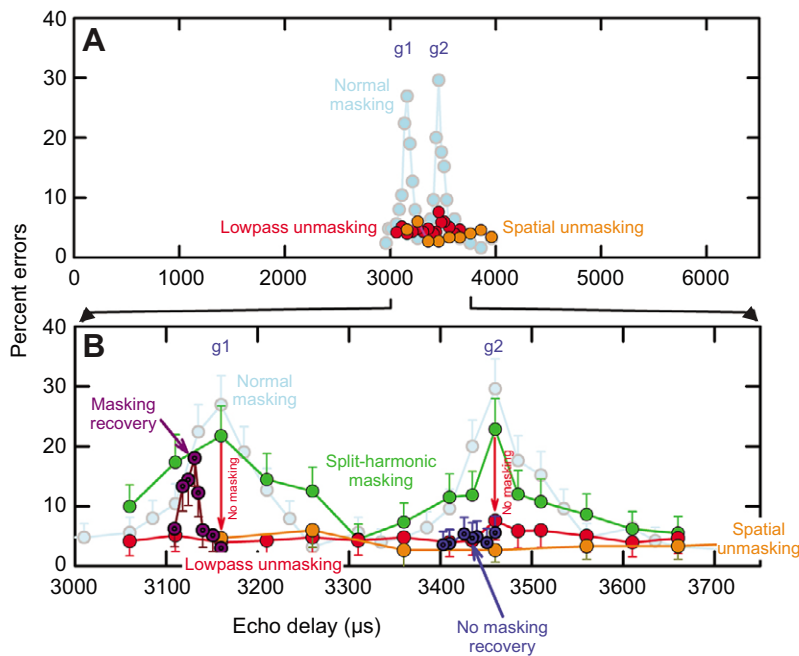 A
40
30
20
10
0
g1 g2
Normal
masking
Lowpass unmasking
Spatial unmasking
0 1000 2000 3000 4000 5000 6000
Percent errors
B
40
30
20
10
0
g1
g2
Normal
masking
Masking
recovery
No masking
Split-harmonic
masking
No masking
Spatial
unmasking
Lowpass unmasking
3000 3100 3200 3300 3400 3500 3600 3700
Echo delay (µs)
No masking
recovery